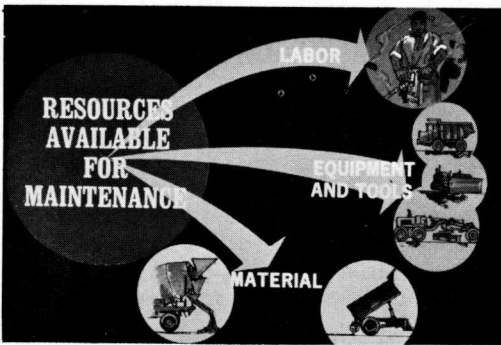 RESOURCES
AVAILABLE
FOR
MAINTENANCE
LABOR
EQUIPMENT
AND TOOLS
MATERIAL